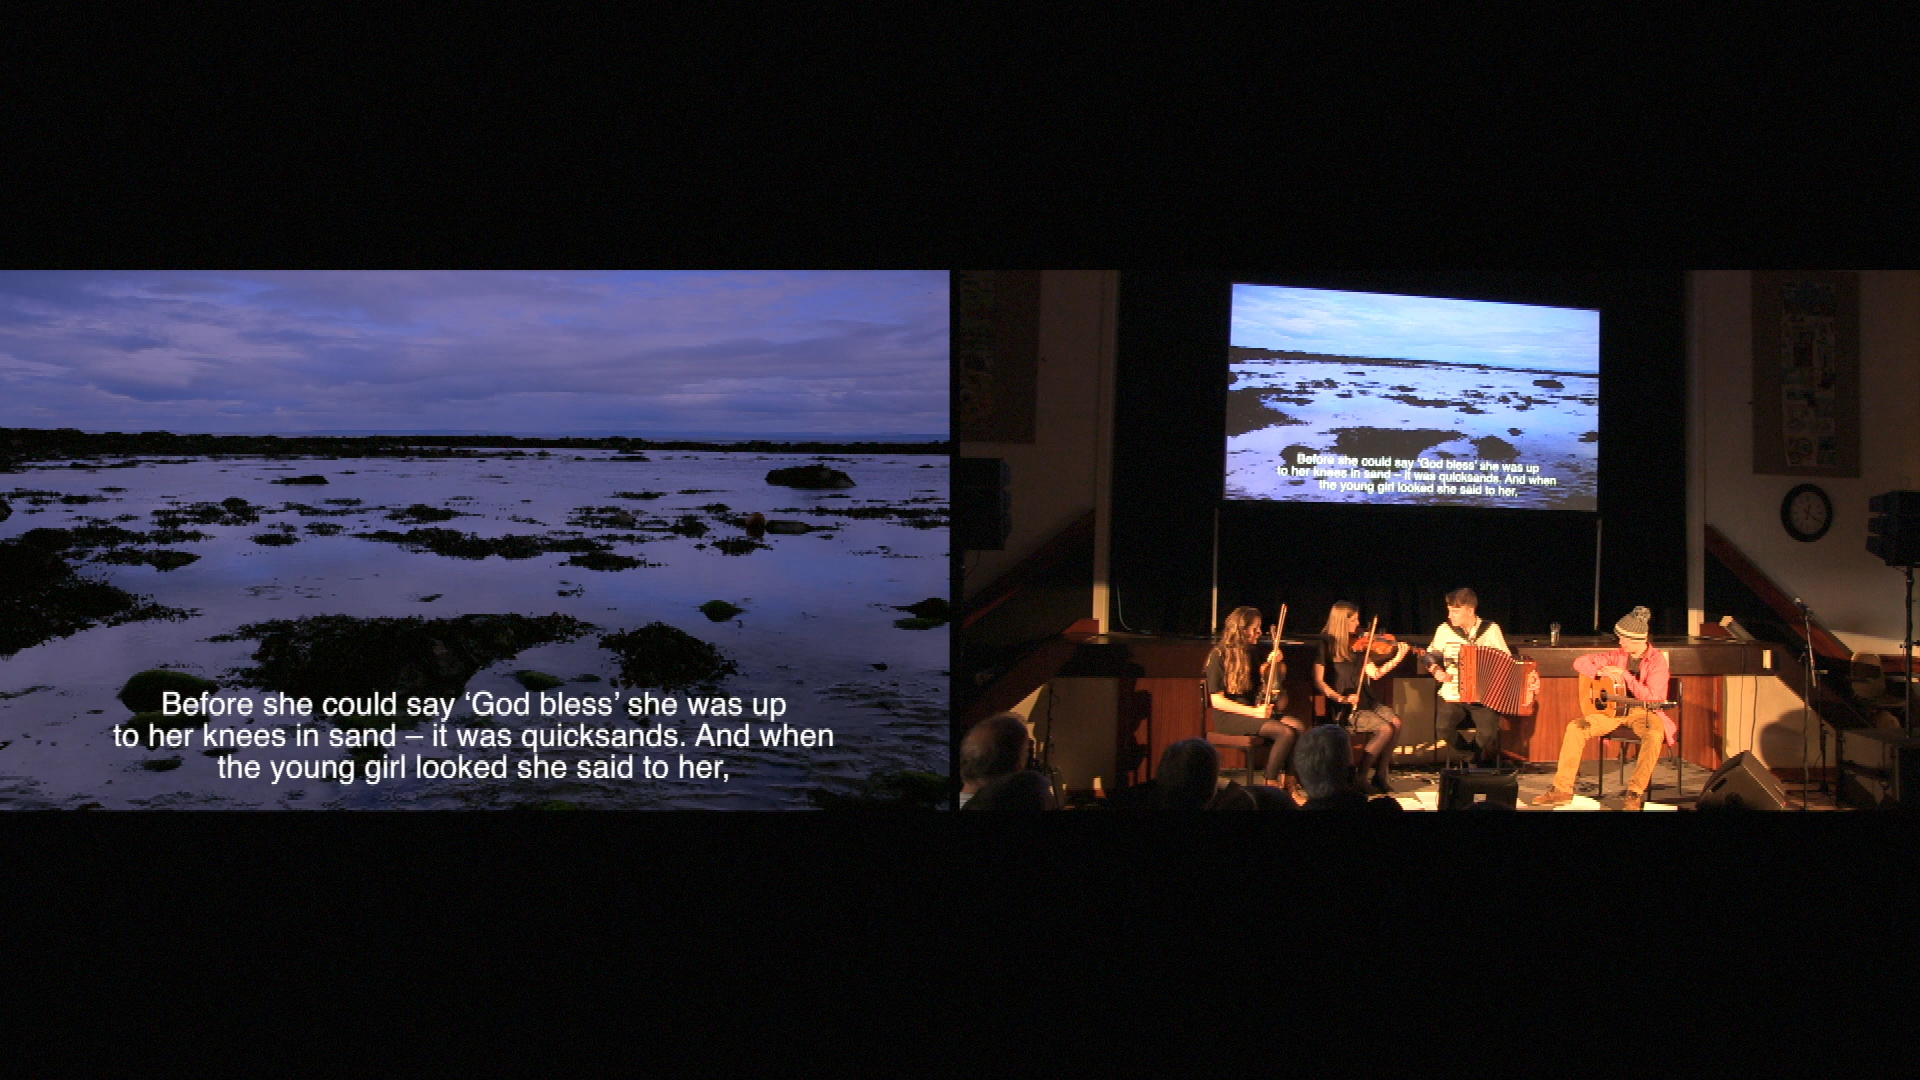 Before she could say ‘God bless’ she was up
to her knees in sand – it was quicksands. And when
the young girl looked she said to her,
Before she could say ‘God bless’ she was up
to her knees in sand – it was quicksands. And when
the young girl looked she said to her,